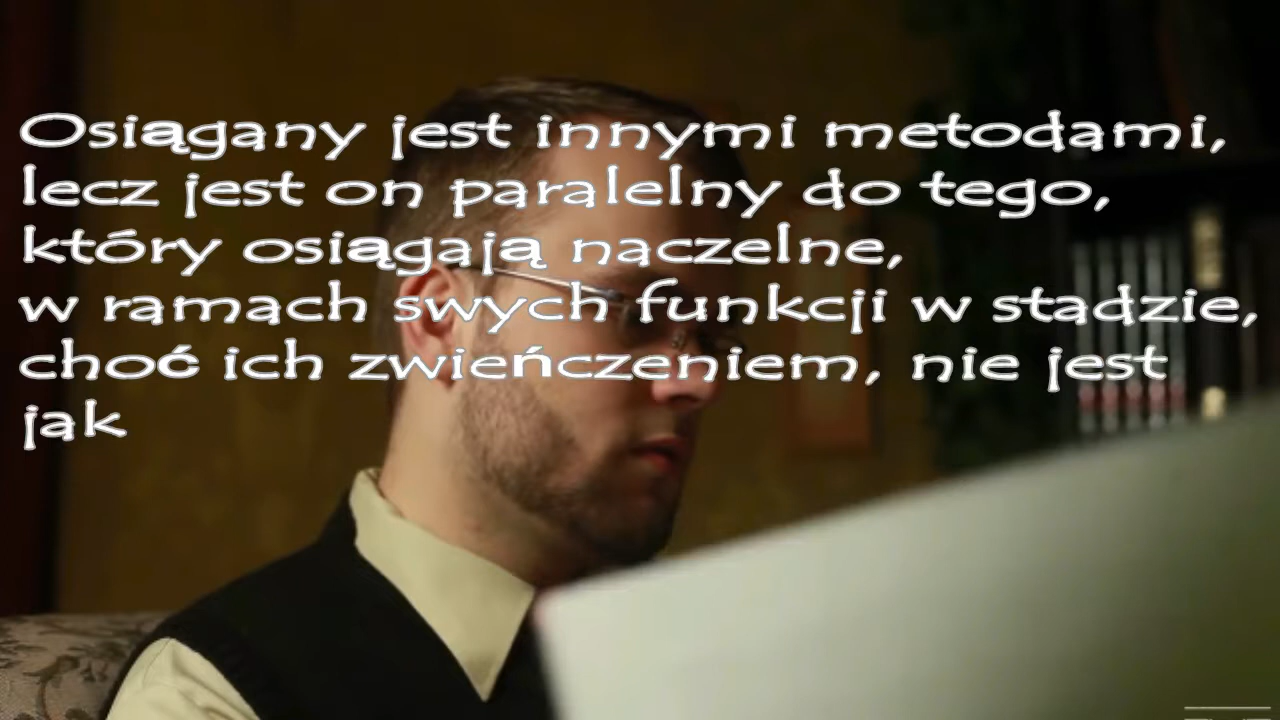 Osiągany jest innymi metodami,
lecz jest on paralelny do tego,
który osiągają naczelne,
w ramach swych funkcji w stadzie,
choć ich zwieńczeniem, nie jest
jak